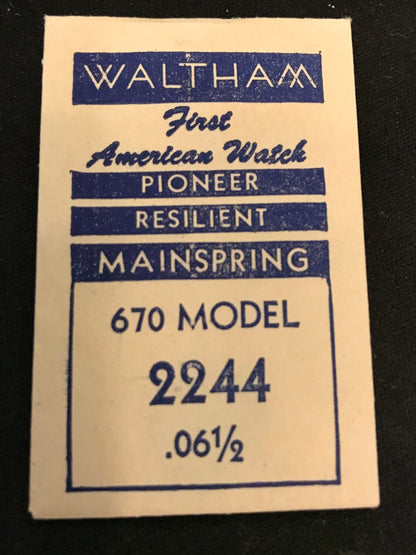 WALTHAM
First
American Watch
PIONEER
RESILIENT
MAINSPRING
670 MODEL
2244
.06½